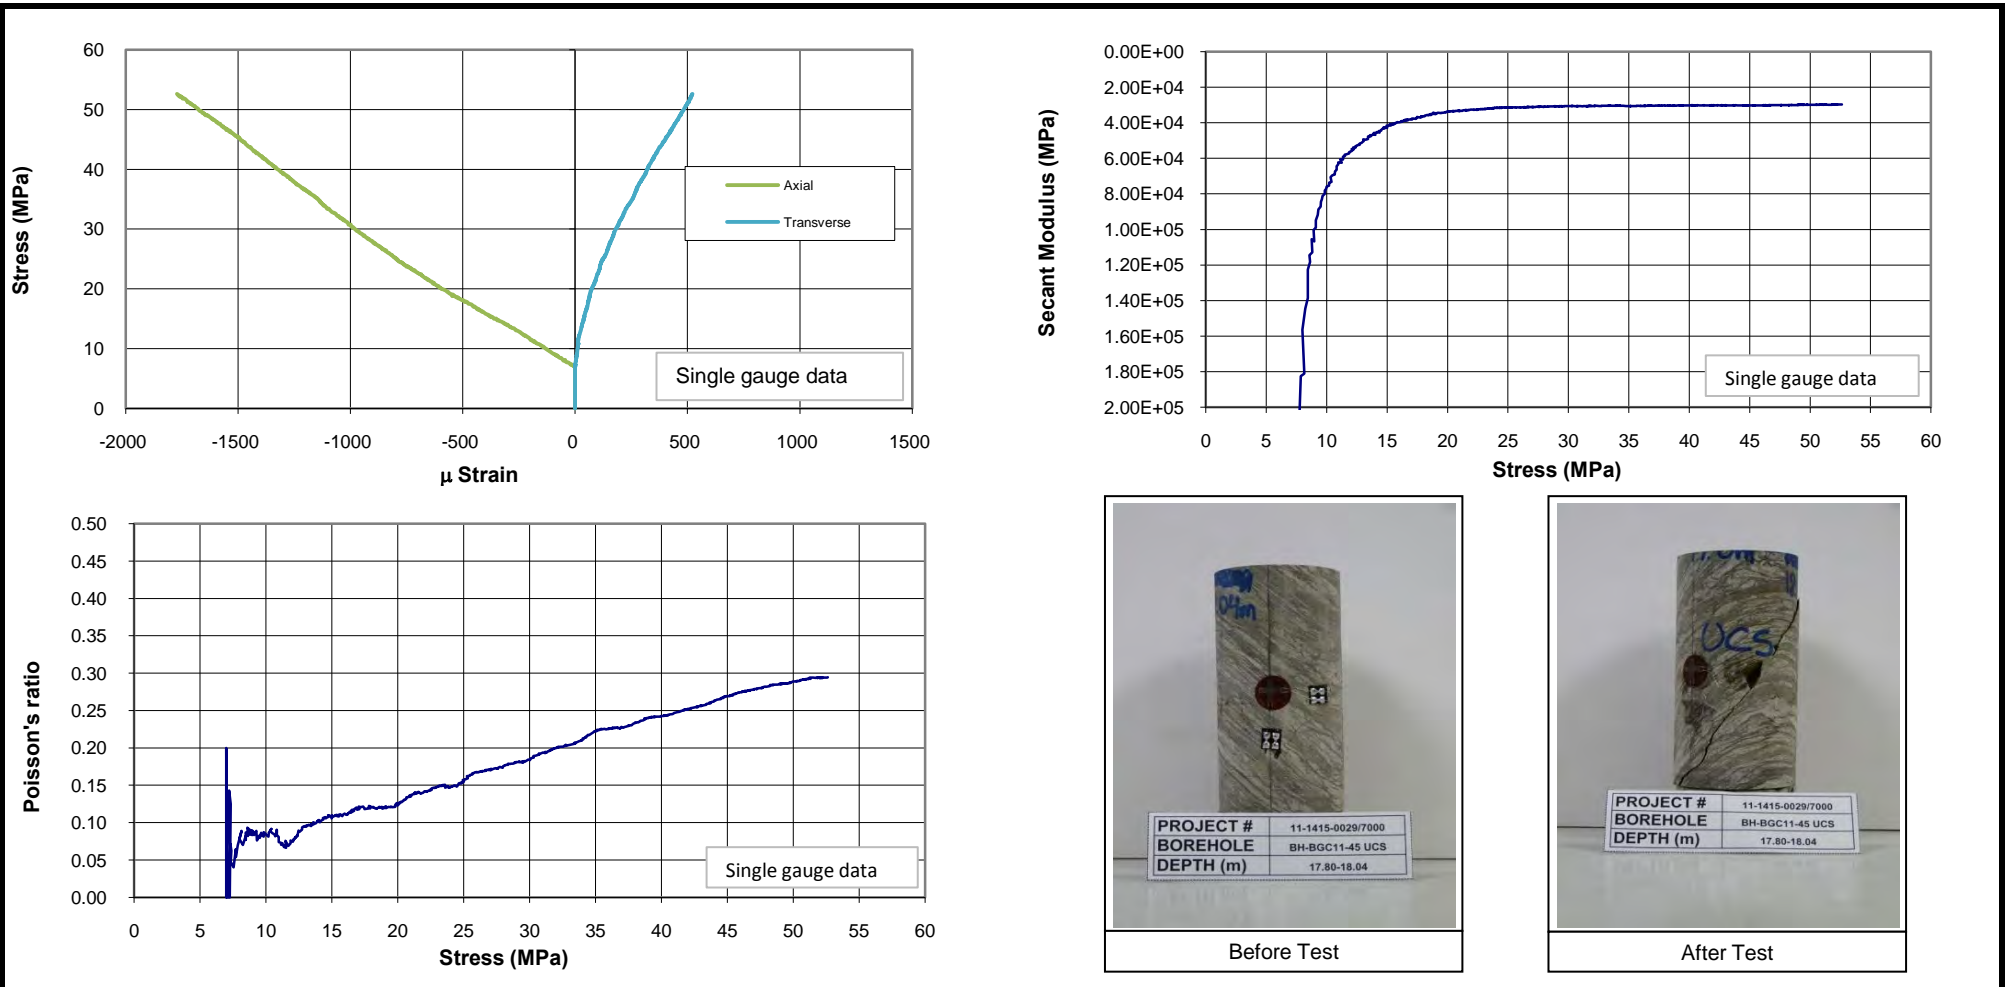 60
50
40
30
20
10
0
Stress (MPa)
-2000
-1500
-1000
-500
0
500
1000
1500
μ Strain
Axial
Transverse
Single gauge data
0.00E+00
2.00E+04
4.00E+04
6.00E+04
8.00E+04
1.00E+05
1.20E+05
1.40E+05
1.60E+05
1.80E+05
2.00E+05
Secant Modulus (MPa)
0 5 10 15 20 25 30 35 40 45 50 55 60
Stress (MPa)
Single gauge data
0.50
0.45
0.40
0.35
0.30
0.25
0.20
0.15
0.10
0.05
0.00
Poisson's ratio
0 5 10 15 20 25 30 35 40 45 50 55 60
Stress (MPa)
Single gauge data
04m
PROJECT # 11-1415-0029/7000
BOREHOLE BH-BGC11-45 UCS
DEPTH (m) 17.80-18.04
Before Test
UCS
PROJECT # 11-1415-0029/7000
BOREHOLE BH-BGC11-45 UCS
DEPTH (m) 17.80-18.04
After Test